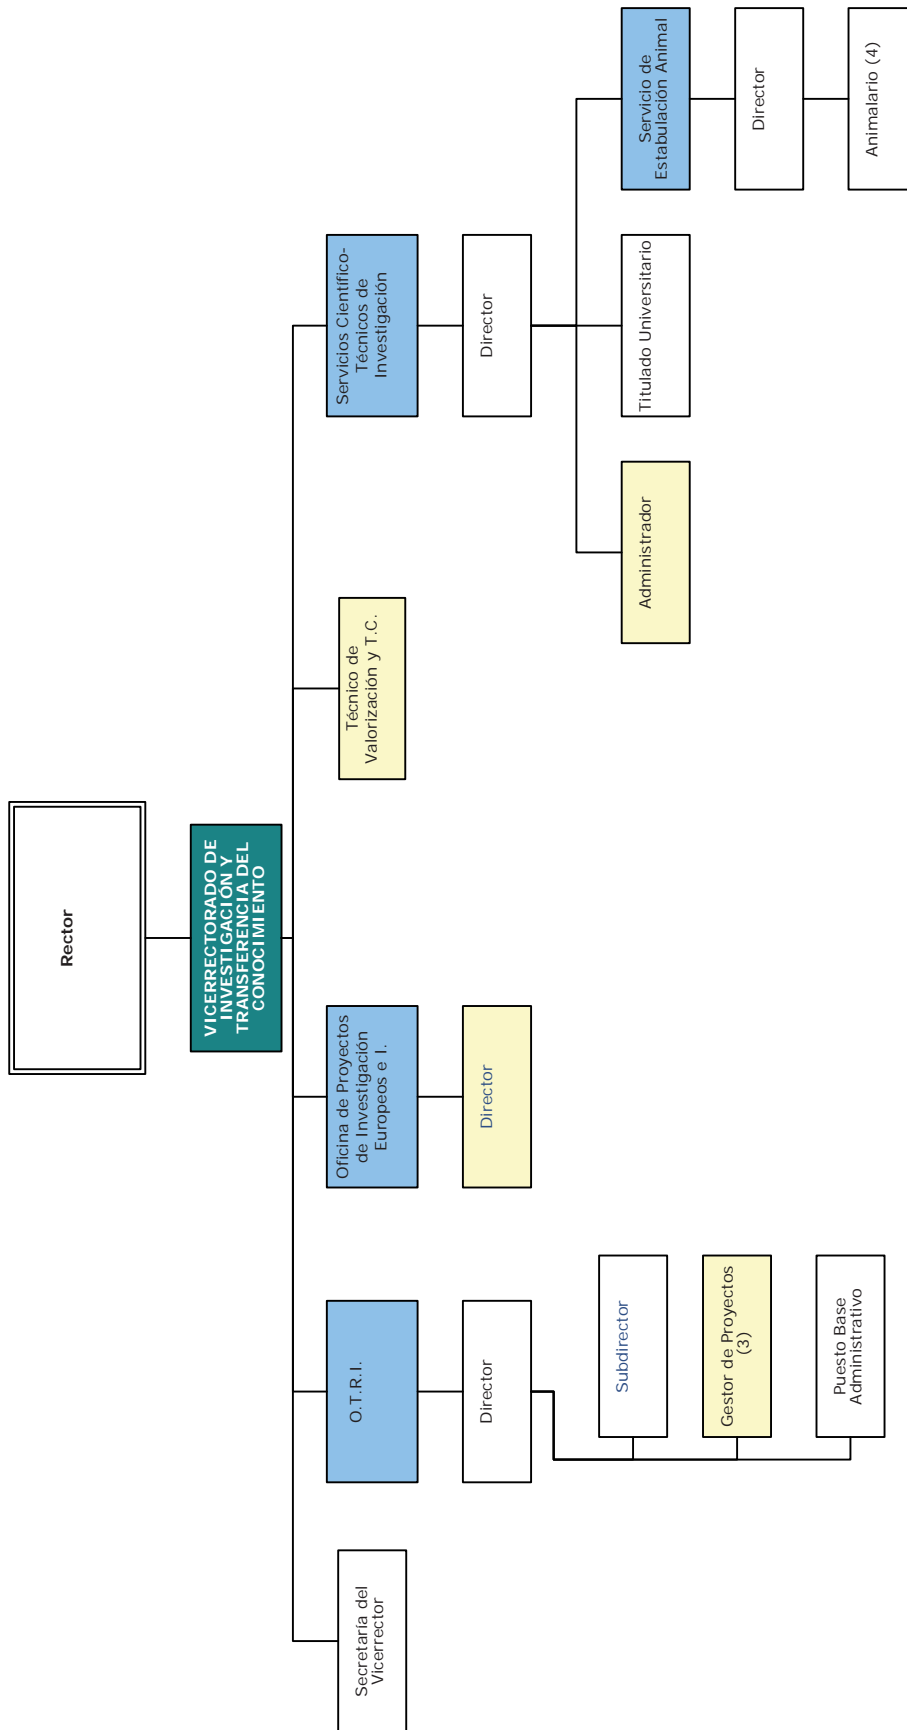 Rector
VICERRECTORADO DE
INVESTIGACIÓN Y
TRANSFERENCIA DEL
CONOCIMIENTO
Secretaría del
Vicerrector
O.T.R.I.
Director
Subdirector
Gestor de Proyectos
(3)
Puesto Base
Administrativo
Oficina de Proyectos
de Investigación
Europeos e I.
Director
Técnico de
Valorización y T.C.
Servicios Científico-
Técnicos de
Investigación
Director
Administrador
Titulado Universitario
Servicio de
Estabulación Animal
Director
Animalario (4)